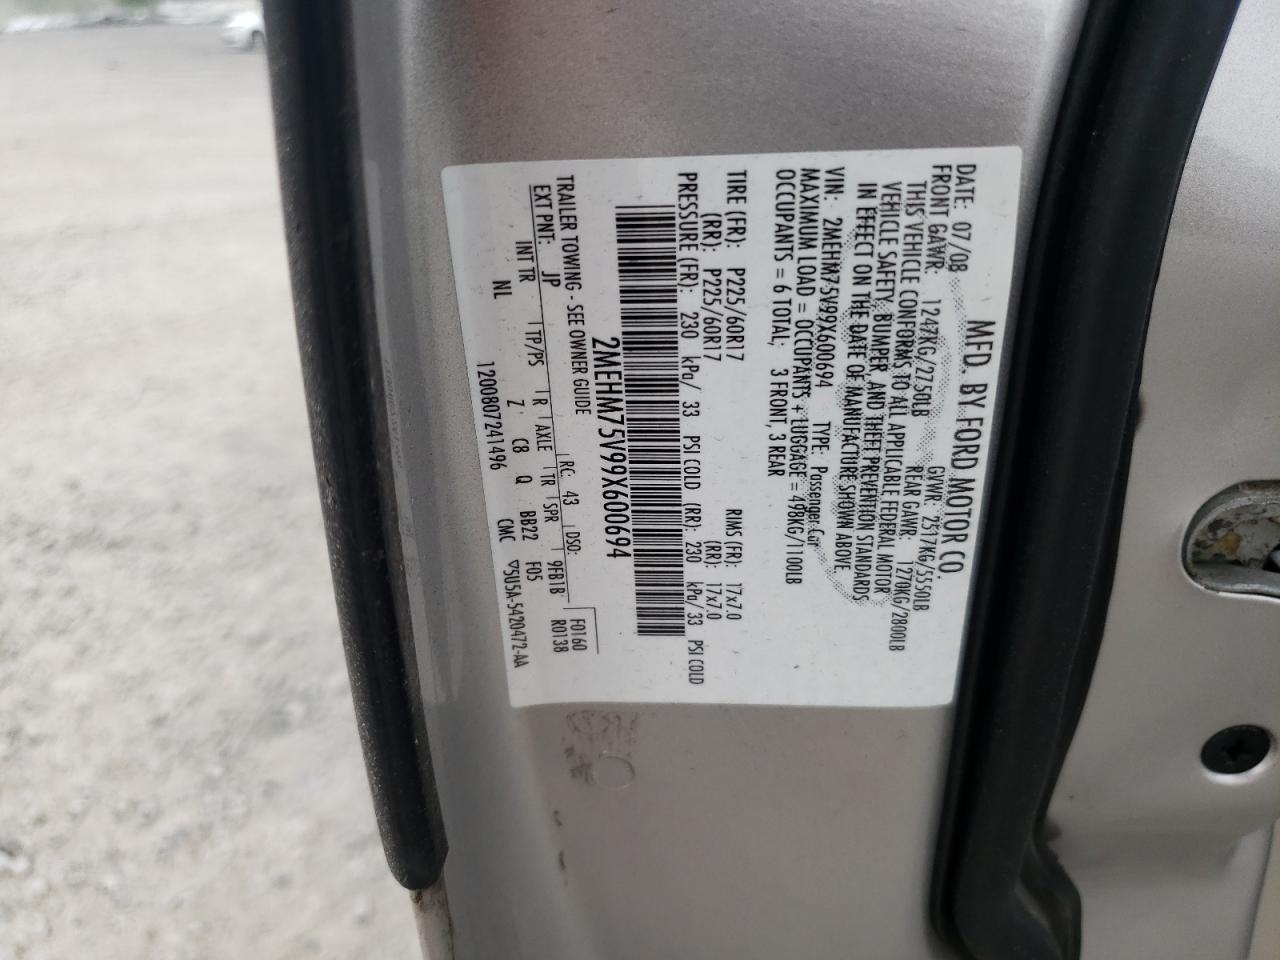 MFD. BY FORD MOTOR CO.
DATE: 07/08 GVWR: 2517KG/5550LB
FRONT GAWR: 1247KG/2750LB REAR GAWR: 1270KG/2800LB
THIS VEHICLE CONFORMS TO ALL APPLICABLE FEDERAL MOTOR
VEHICLE SAFETY, BUMPER, AND THEFT PREVENTION STANDARDS
IN EFFECT ON THE DATE OF MANUFACTURE SHOWN ABOVE.
VIN: 2MEHM75V99X600694 TYPE: Passenger Car
MAXIMUM LOAD = OCCUPANTS + LUGGAGE = 498KG/1100LB
OCCUPANTS = 6 TOTAL; 3 FRONT, 3 REAR
TIRE (FR): P225/60R17 RIMS (FR): 17x7.0
(RR): P225/60R17 (RR): 17x7.0
PRESSURE (FR): 230 kPa/ 33 PSI COLD (RR): 230 kPa/ 33 PSI COLD
2MEHM75V99X600694
TRAILER TOWING - SEE OWNER GUIDE
EXT PNT: JP RC: 43 DSO: F0160
INT TR TP/PS R AXLE TR SPR 9FB1B R0138
NL Z C8 Q BB22 F05
1200807241496 CMC ▽5U5A-5420472-AA